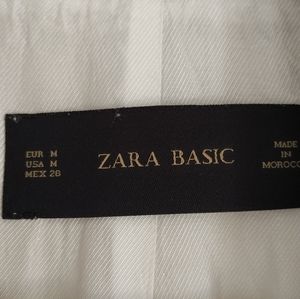 EUR M
USA M
MEX 28
ZARA BASIC
MADE
IN
MOROCCO